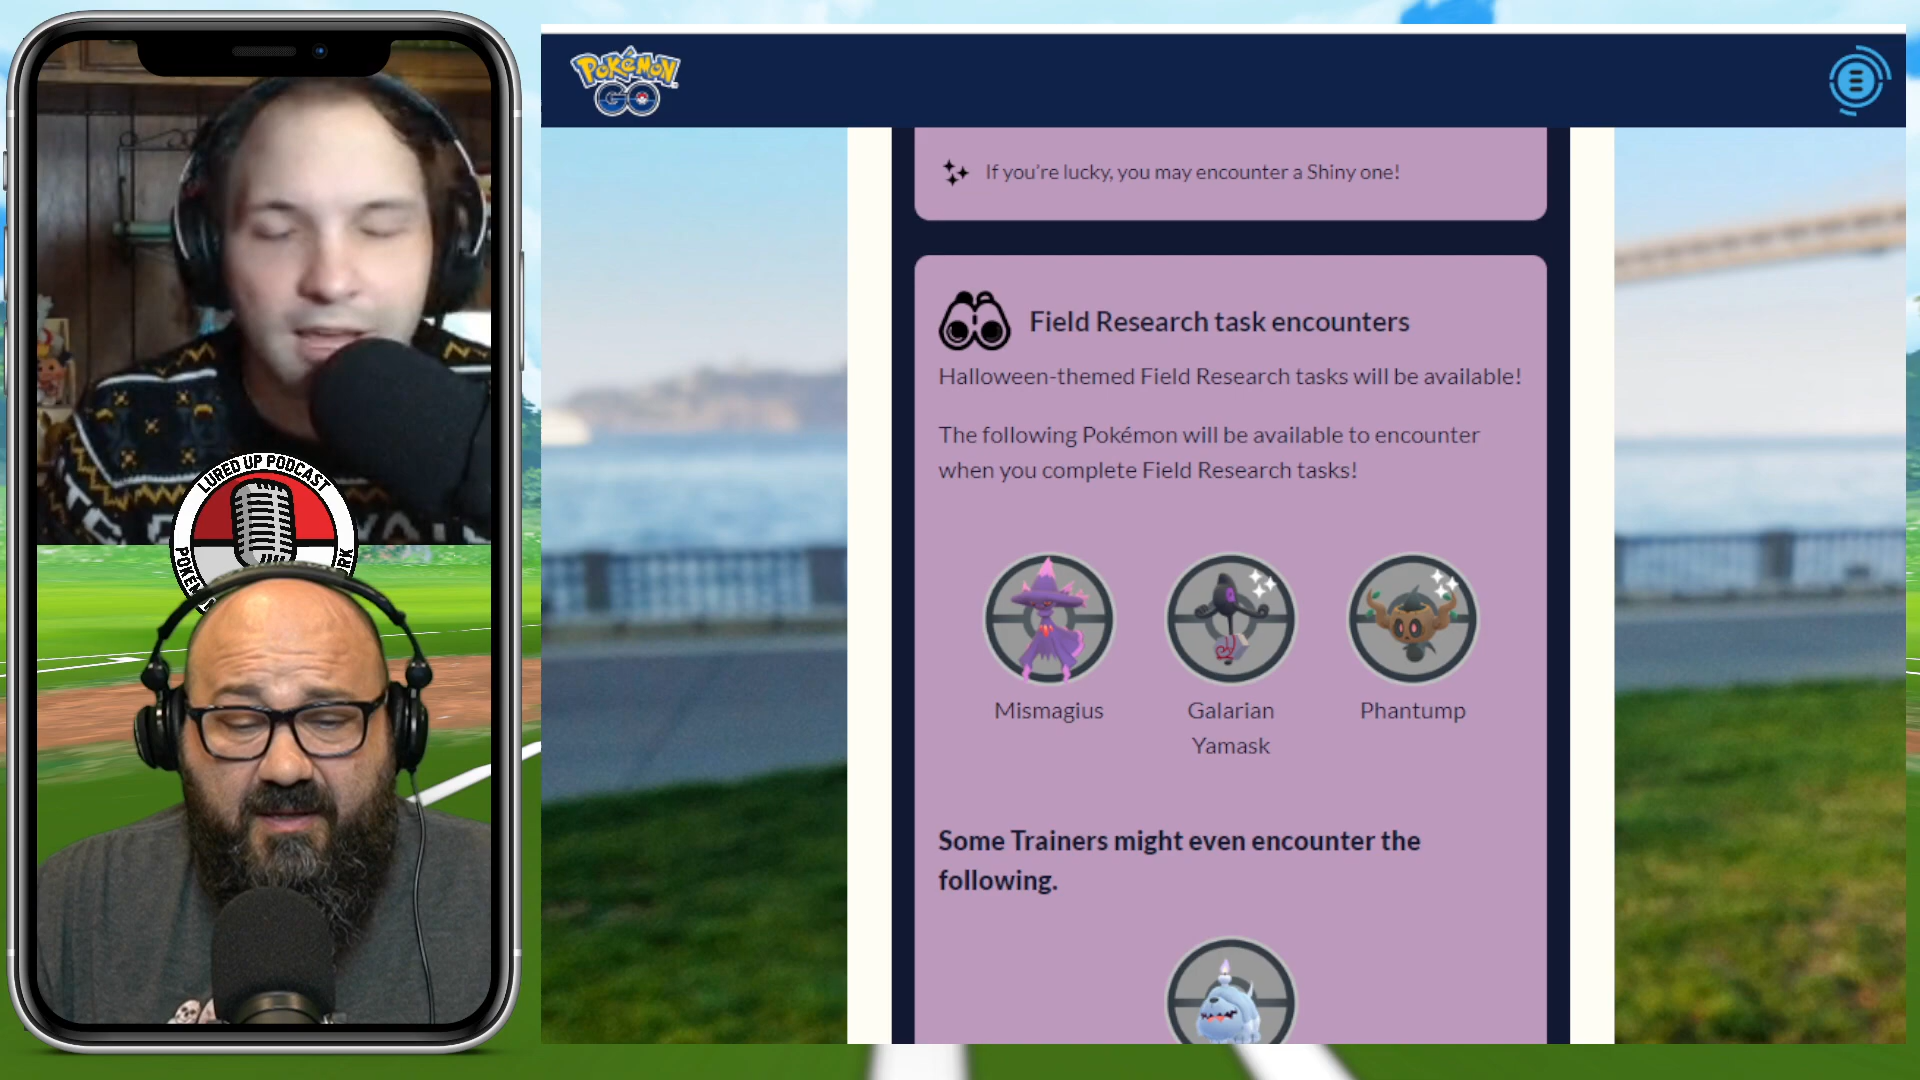 POKÉMON
GO
If you're lucky, you may encounter a Shiny one!
Field Research task encounters
Halloween-themed Field Research tasks will be available!
The following Pokémon will be available to encounter
when you complete Field Research tasks!
Mismagius
Galarian
Yamask
Phantump
Some Trainers might even encounter the
following.
LURED UP PODCAST